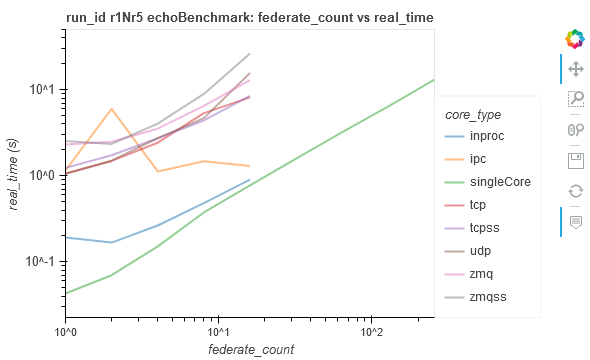 run_id r1Nr5 echoBenchmark: federate_count vs real_time
real_time (s)
10^1
10^0
10^-1
10^0
10^1
10^2
federate_count
core_type
inproc
ipc
singleCore
tcp
tcpss
udp
zmq
zmqss